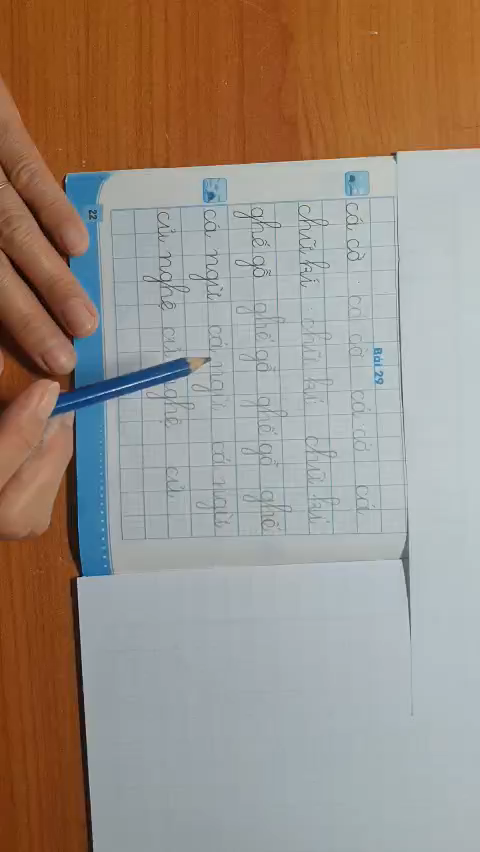 Bài 29
cá cờ cá cờ cá cờ cá
chữ kí chữ kí chữ kí
ghế gỗ ghế gỗ ghế gỗ ghế
cá ngừ cá ngừ cá ngừ
củ nghệ củ nghệ củ
22